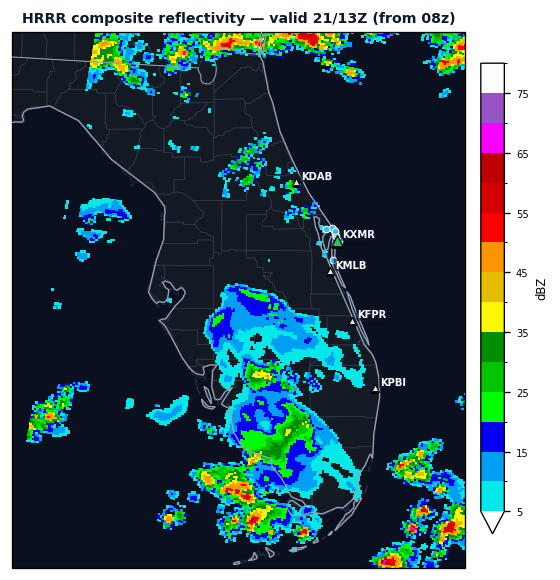 HRRR composite reflectivity — valid 21/13Z (from 08z)
KDAB
KXMR
KMLB
KFPR
KPBI
75
65
55
45
35
25
15
5
dBZ